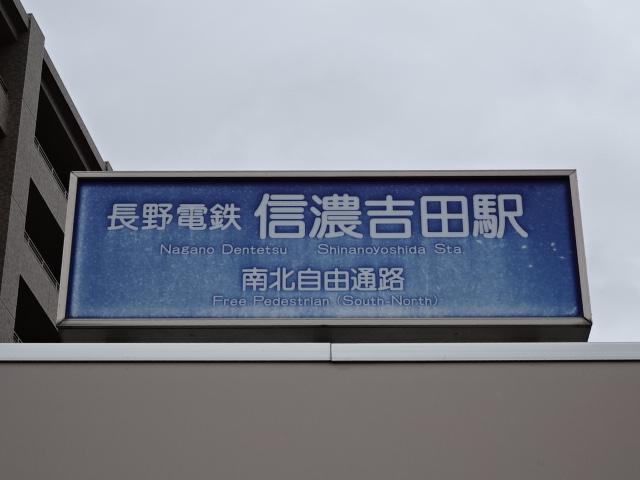 長野電鉄 信濃吉田駅
Nagano Dentetsu Shinanoyoshida Sta.
南北自由通路
Free Pedestrian (South-North)